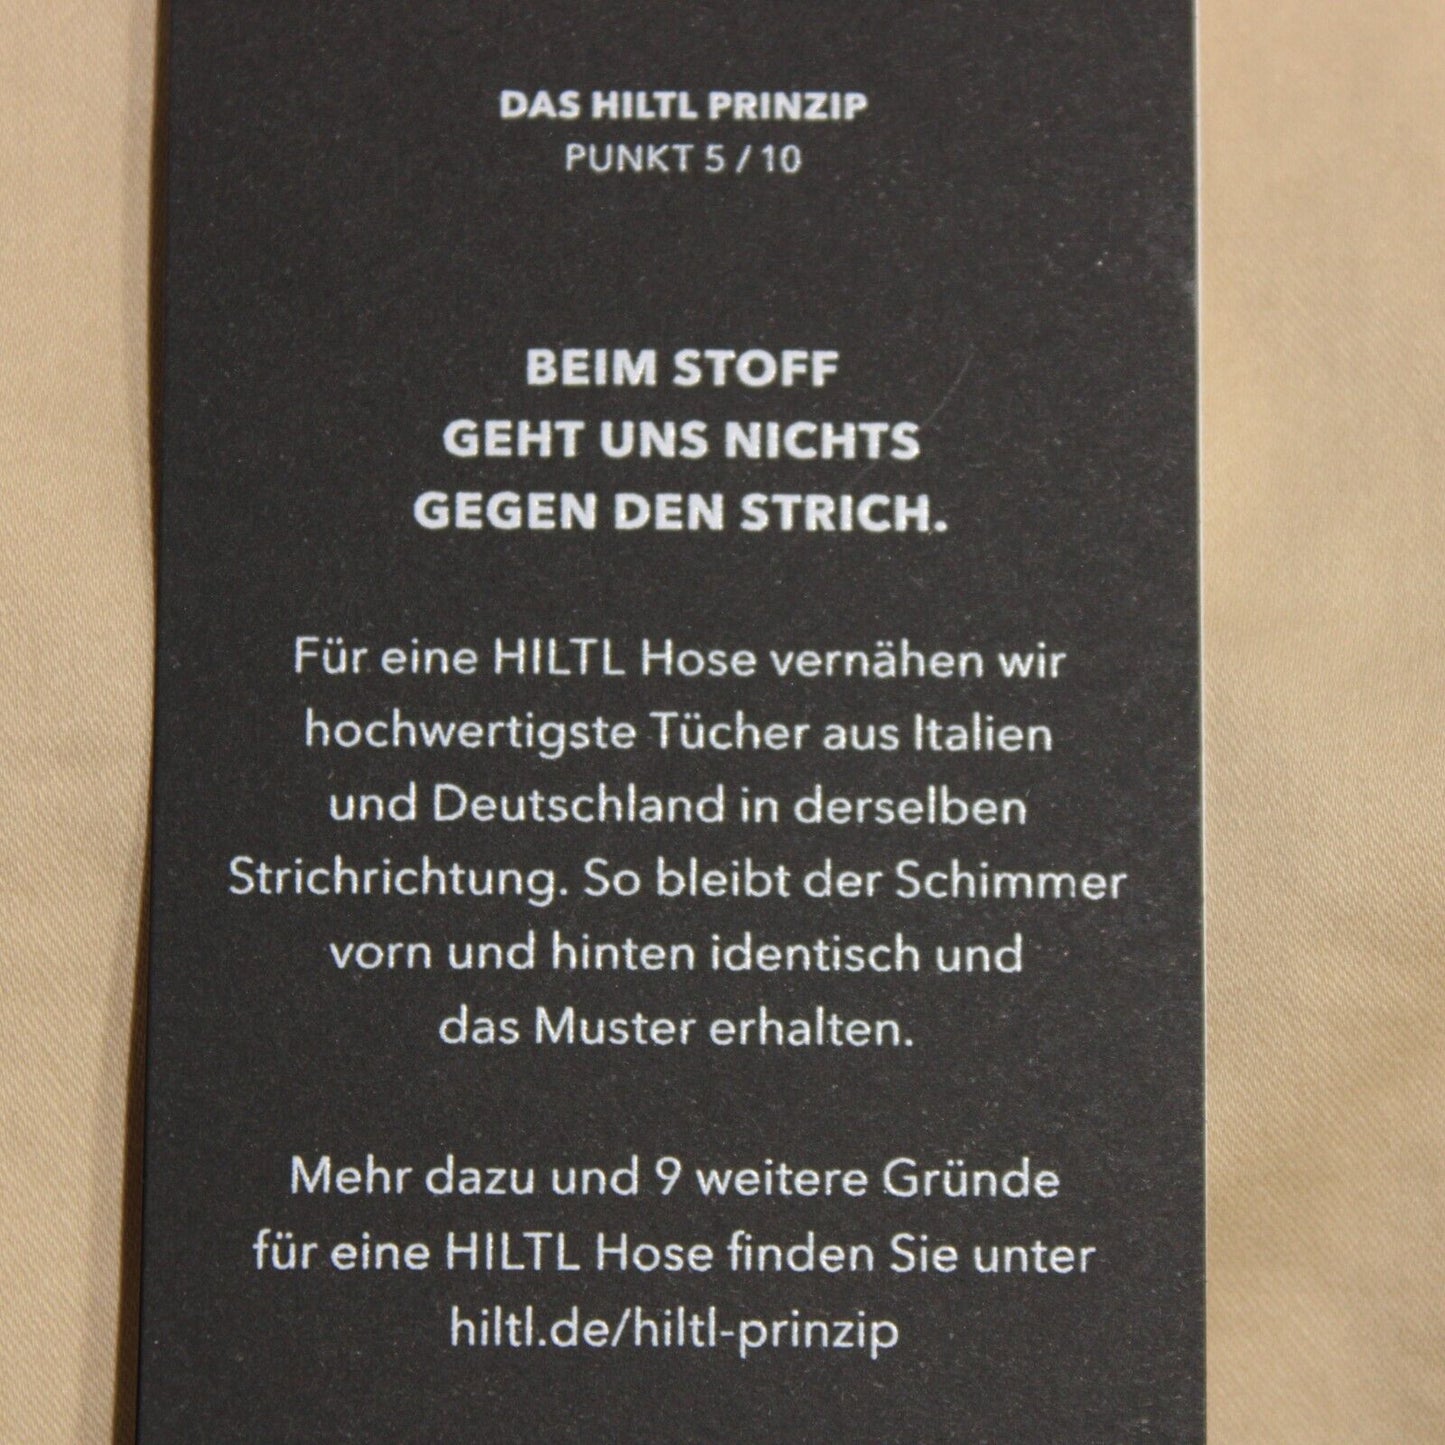 DAS HILTL PRINZIP
PUNKT 5 / 10
BEIM STOFF
GEHT UNS NICHTS
GEGEN DEN STRICH.
Für eine HILTL Hose vernähen wir
hochwertigste Tücher aus Italien
und Deutschland in derselben
Strichrichtung. So bleibt der Schimmer
vorn und hinten identisch und
das Muster erhalten.
Mehr dazu und 9 weitere Gründe
für eine HILTL Hose finden Sie unter
hiltl.de/hiltl-prinzip